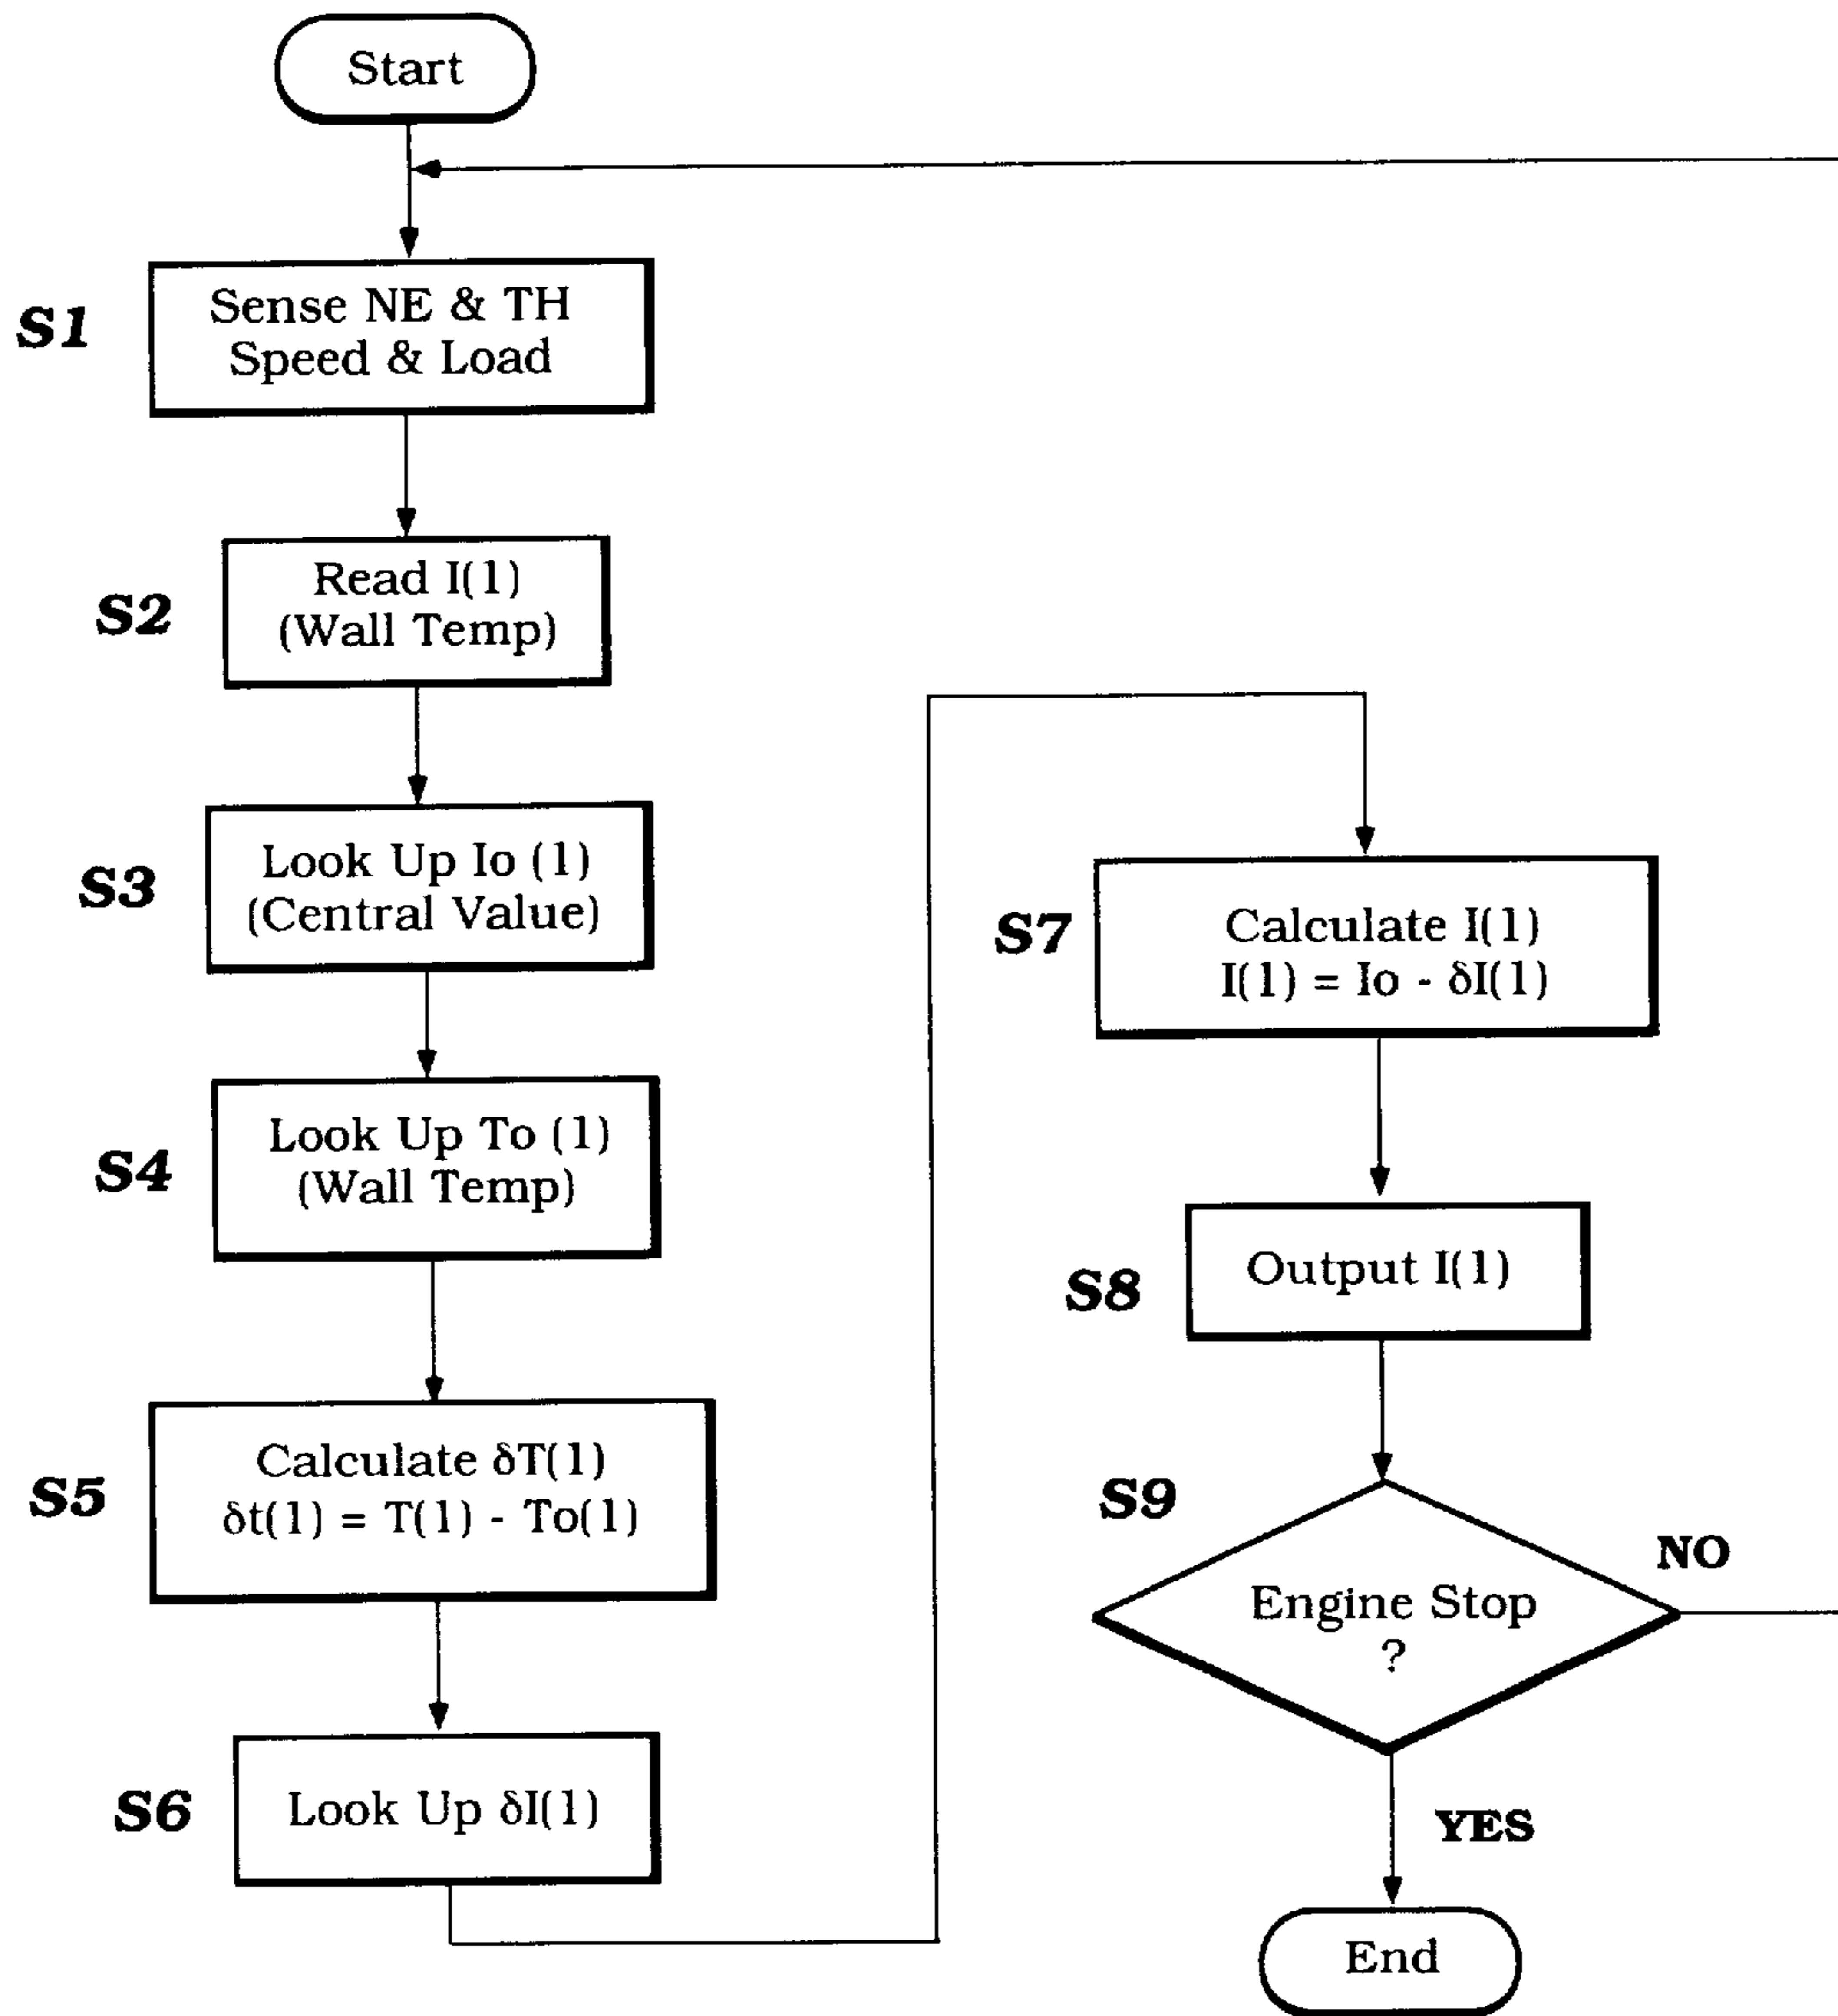 Start
S1
Sense NE & TH
Speed & Load
S2
Read I(1)
(Wall Temp)
S3
Look Up Io (1)
(Central Value)
S4
Look Up To (1)
(Wall Temp)
S5
Calculate δT(1)
δt(1) = T(1) - To(1)
S6
Look Up δI(1)
S7
Calculate I(1)
I(1) = Io - δI(1)
S8
Output I(1)
S9
Engine Stop
?
NO
YES
End